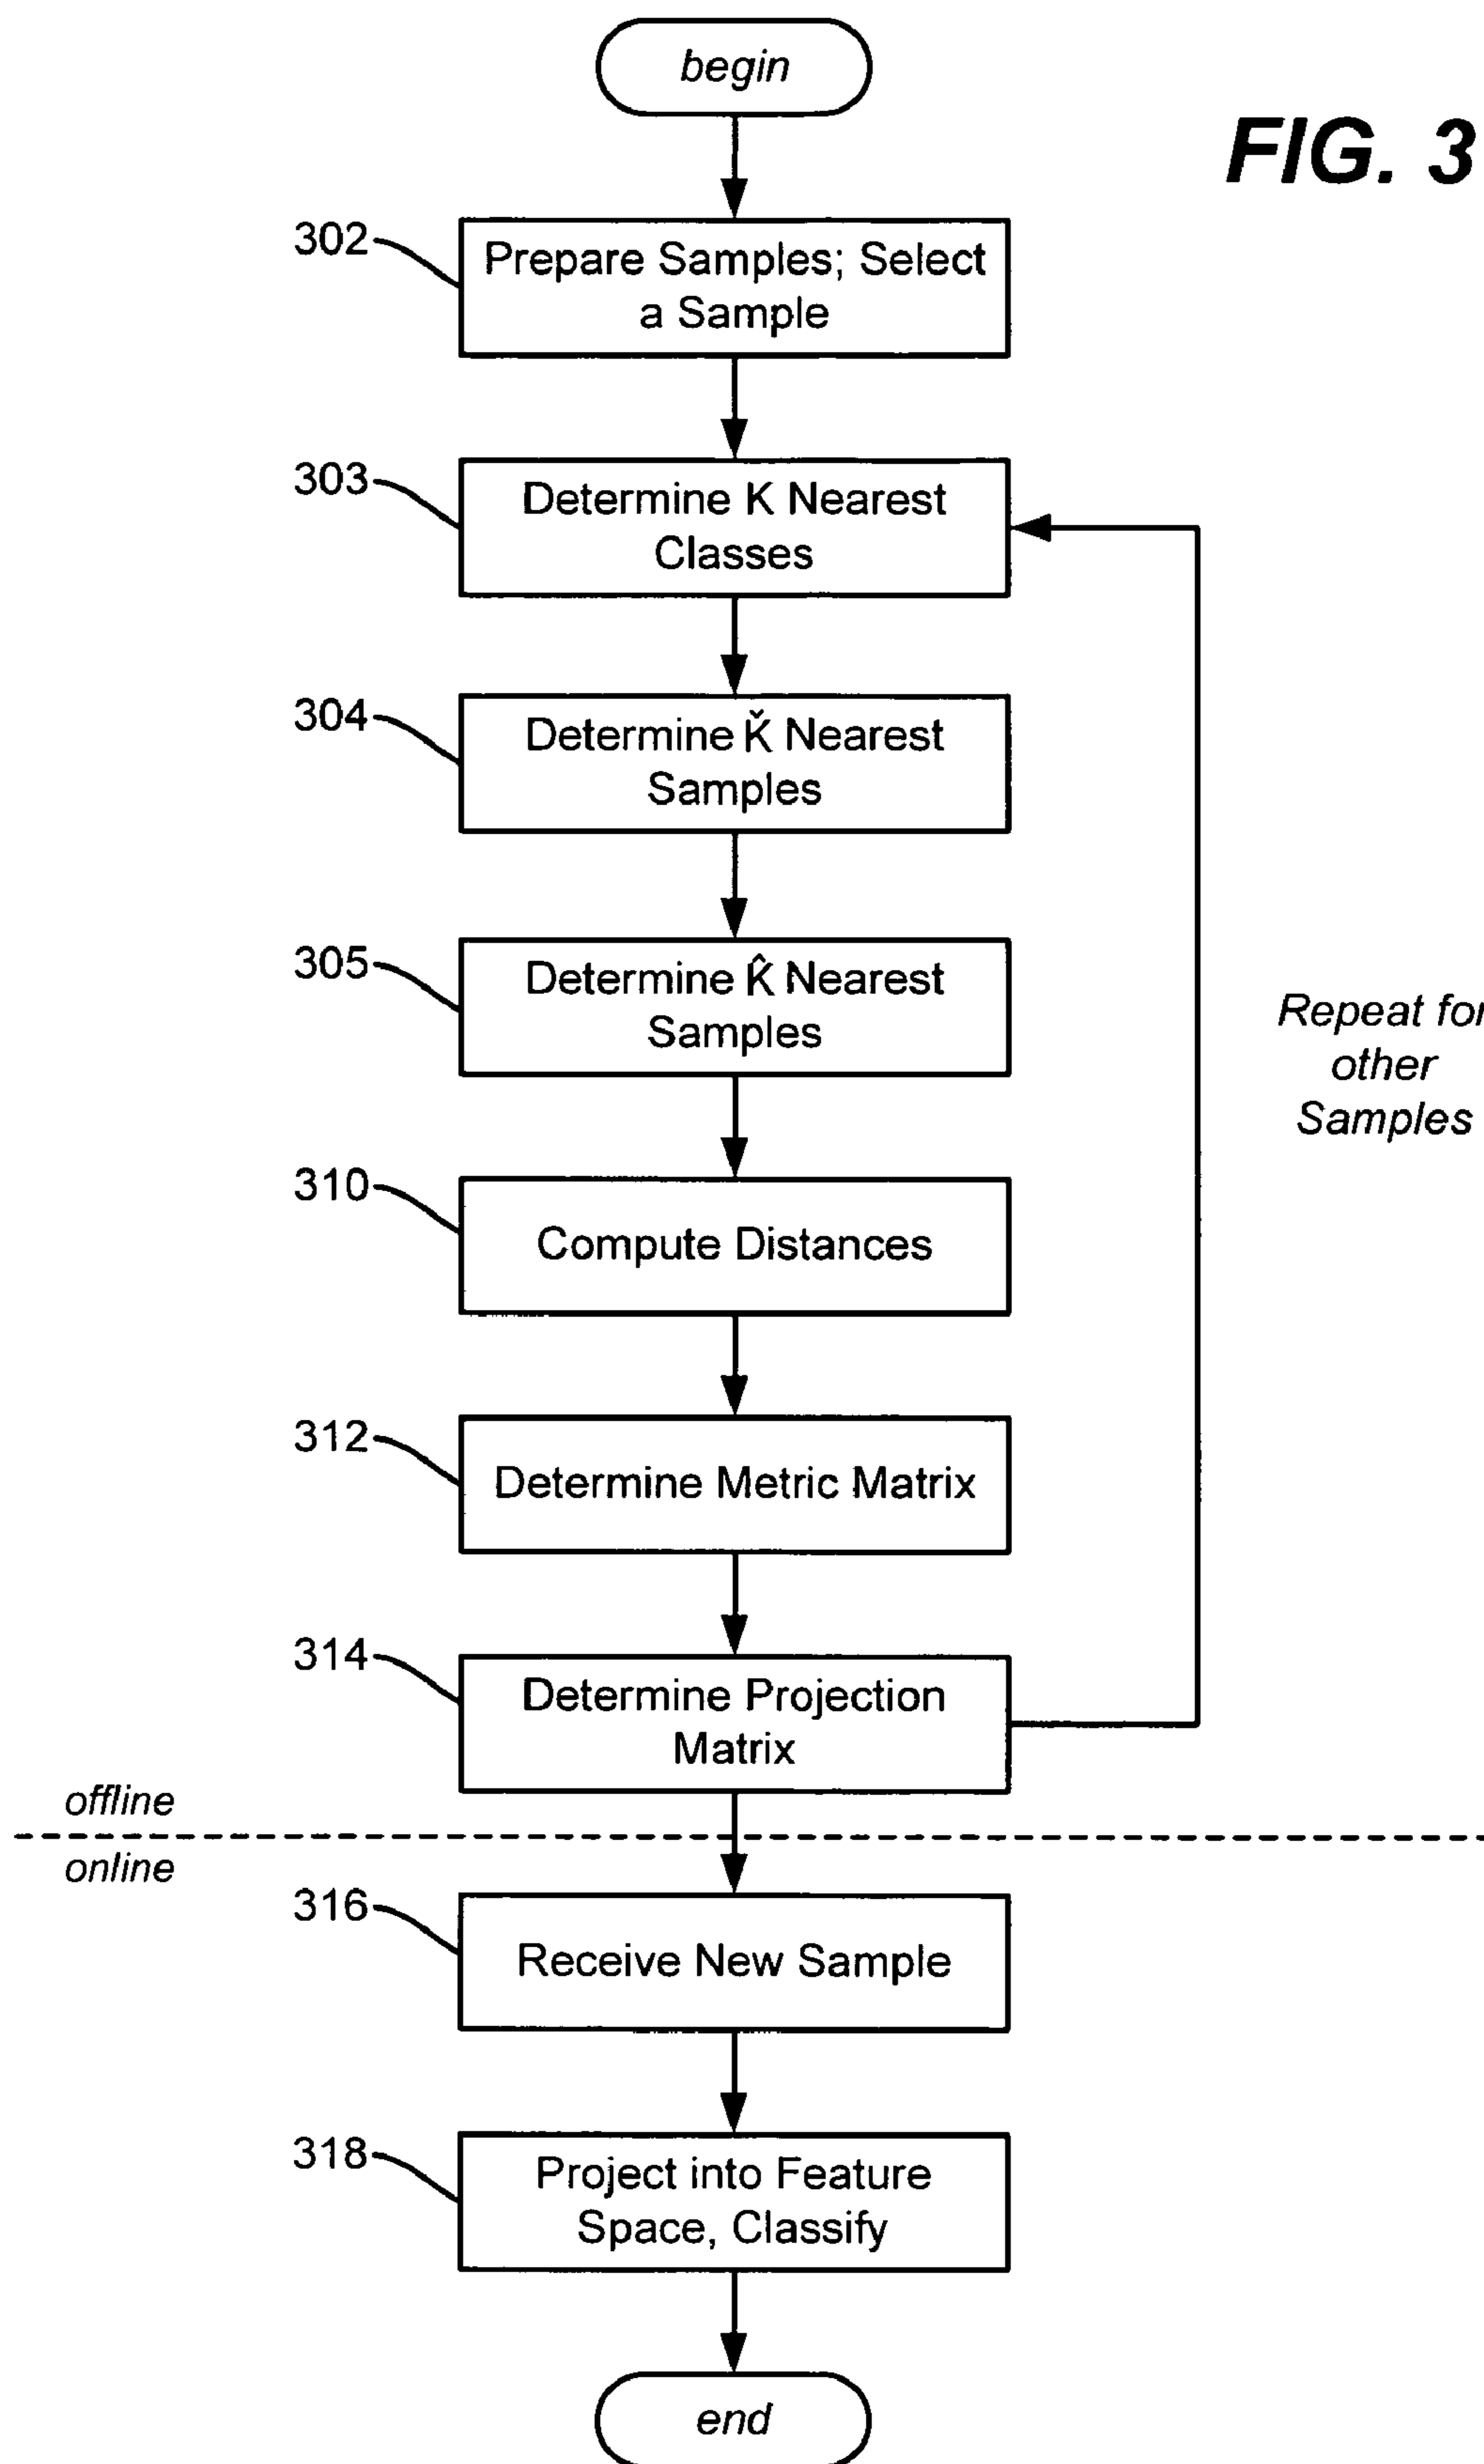 begin
FIG. 3
302
Prepare Samples; Select
a Sample
303
Determine K Nearest
Classes
304
Determine Ǩ Nearest
Samples
305
Determine K̂ Nearest
Samples
Repeat for
other
Samples
310
Compute Distances
312
Determine Metric Matrix
314
Determine Projection
Matrix
offline
online
316
Receive New Sample
318
Project into Feature
Space, Classify
end